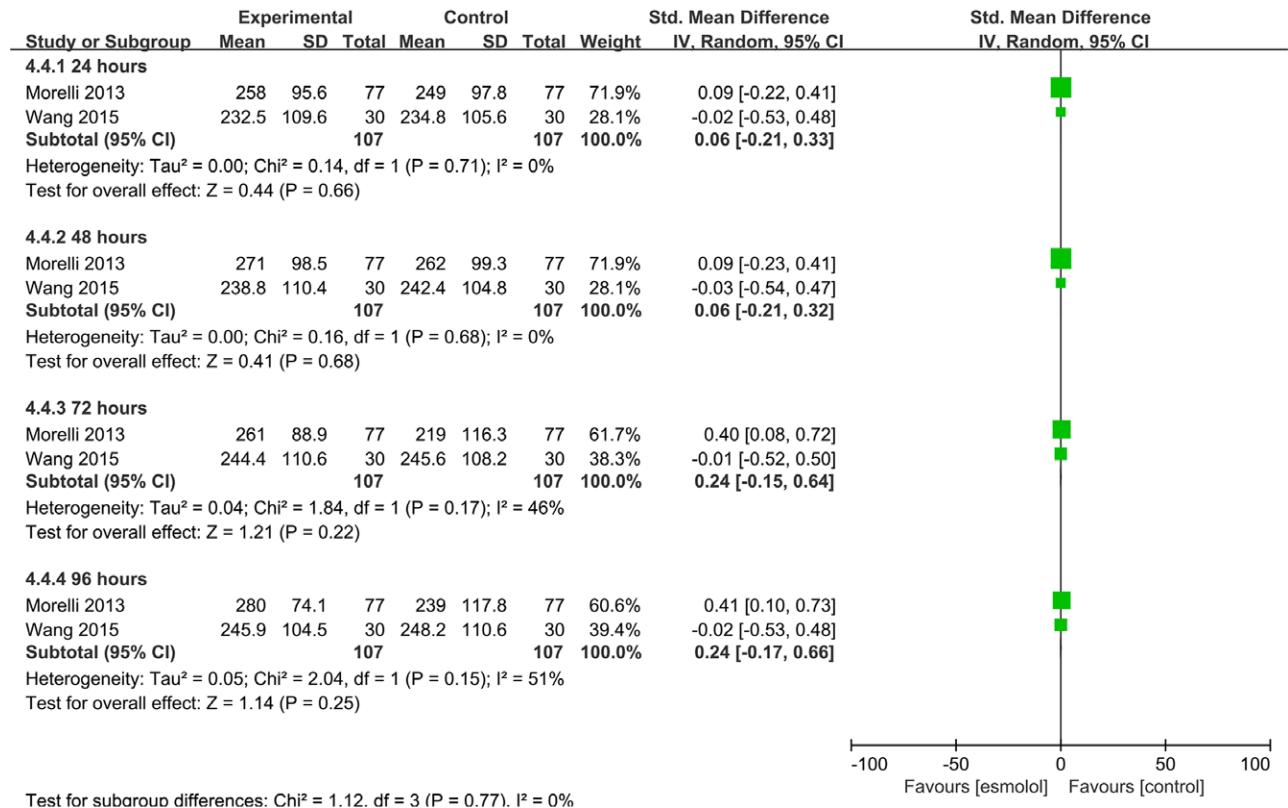 Experimental Control Std. Mean Difference Std. Mean Difference
Study or Subgroup Mean SD Total Mean SD Total Weight IV, Random, 95% CI IV, Random, 95% CI
4.4.1 24 hours
Morelli 2013 258 95.6 77 249 97.8 77 71.9% 0.09 [-0.22, 0.41]
Wang 2015 232.5 109.6 30 234.8 105.6 30 28.1% -0.02 [-0.53, 0.48]
Subtotal (95% CI) 107 107 100.0% 0.06 [-0.21, 0.33]
Heterogeneity: Tau² = 0.00; Chi² = 0.14, df = 1 (P = 0.71); I² = 0%
Test for overall effect: Z = 0.44 (P = 0.66)
4.4.2 48 hours
Morelli 2013 271 98.5 77 262 99.3 77 71.9% 0.09 [-0.23, 0.41]
Wang 2015 238.8 110.4 30 242.4 104.8 30 28.1% -0.03 [-0.54, 0.47]
Subtotal (95% CI) 107 107 100.0% 0.06 [-0.21, 0.32]
Heterogeneity: Tau² = 0.00; Chi² = 0.16, df = 1 (P = 0.68); I² = 0%
Test for overall effect: Z = 0.41 (P = 0.68)
4.4.3 72 hours
Morelli 2013 261 88.9 77 219 116.3 77 61.7% 0.40 [0.08, 0.72]
Wang 2015 244.4 110.6 30 245.6 108.2 30 38.3% -0.01 [-0.52, 0.50]
Subtotal (95% CI) 107 107 100.0% 0.24 [-0.15, 0.64]
Heterogeneity: Tau² = 0.04; Chi² = 1.84, df = 1 (P = 0.17); I² = 46%
Test for overall effect: Z = 1.21 (P = 0.22)
4.4.4 96 hours
Morelli 2013 280 74.1 77 239 117.8 77 60.6% 0.41 [0.10, 0.73]
Wang 2015 245.9 104.5 30 248.2 110.6 30 39.4% -0.02 [-0.53, 0.48]
Subtotal (95% CI) 107 107 100.0% 0.24 [-0.17, 0.66]
Heterogeneity: Tau² = 0.05; Chi² = 2.04, df = 1 (P = 0.15); I² = 51%
Test for overall effect: Z = 1.14 (P = 0.25)
-100 -50 0 50 100
Favours [esmolol] Favours [control]
Test for subgroup differences: Chi² = 1.12, df = 3 (P = 0.77), I² = 0%